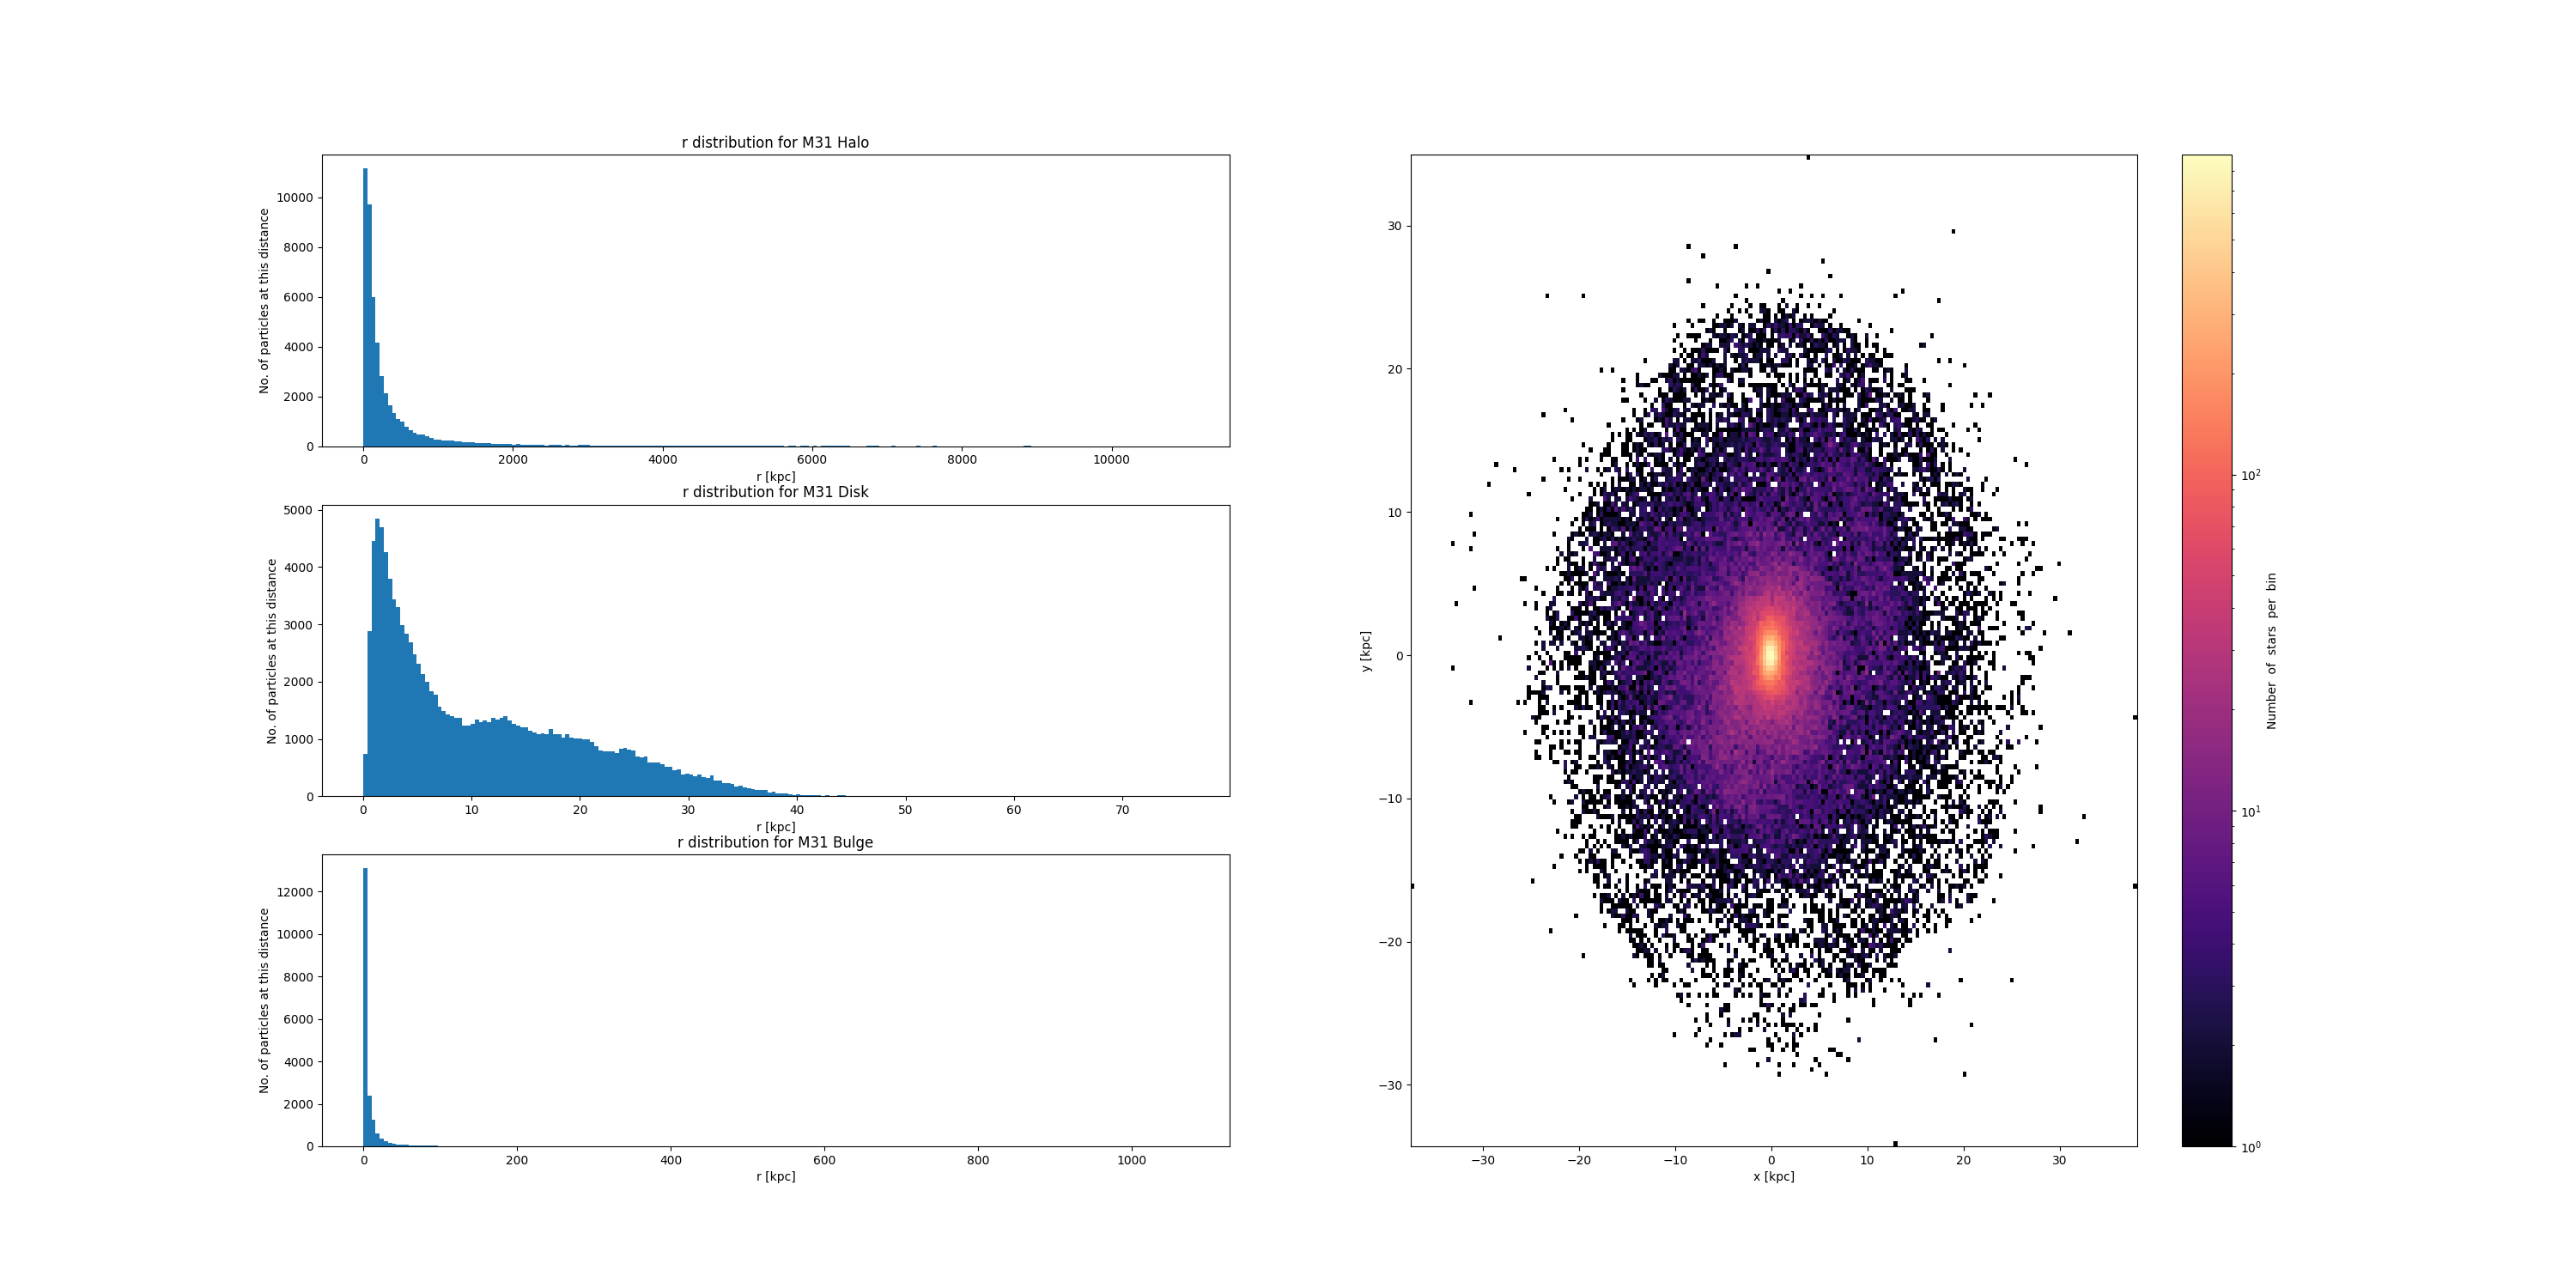 r distribution for M31 Halo
No. of particles at this distance
10000
8000
6000
4000
2000
0
0 2000 4000 6000 8000 10000
r [kpc]
r distribution for M31 Disk
No. of particles at this distance
5000
4000
3000
2000
1000
0
0 10 20 30 40 50 60 70
r [kpc]
r distribution for M31 Bulge
No. of particles at this distance
12000
10000
8000
6000
4000
2000
0
0 200 400 600 800 1000
r [kpc]
y [kpc]
30
20
10
0
−10
−20
−30
−30 −20 −10 0 10 20 30
x [kpc]
10²
10¹
10⁰
Number of stars per bin